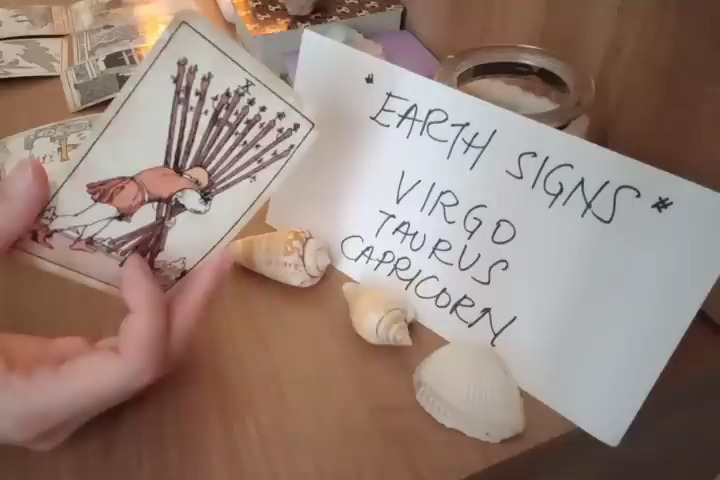 X
* EARTH SIGNS *
VIRGO
TAURUS
CAPRICORN